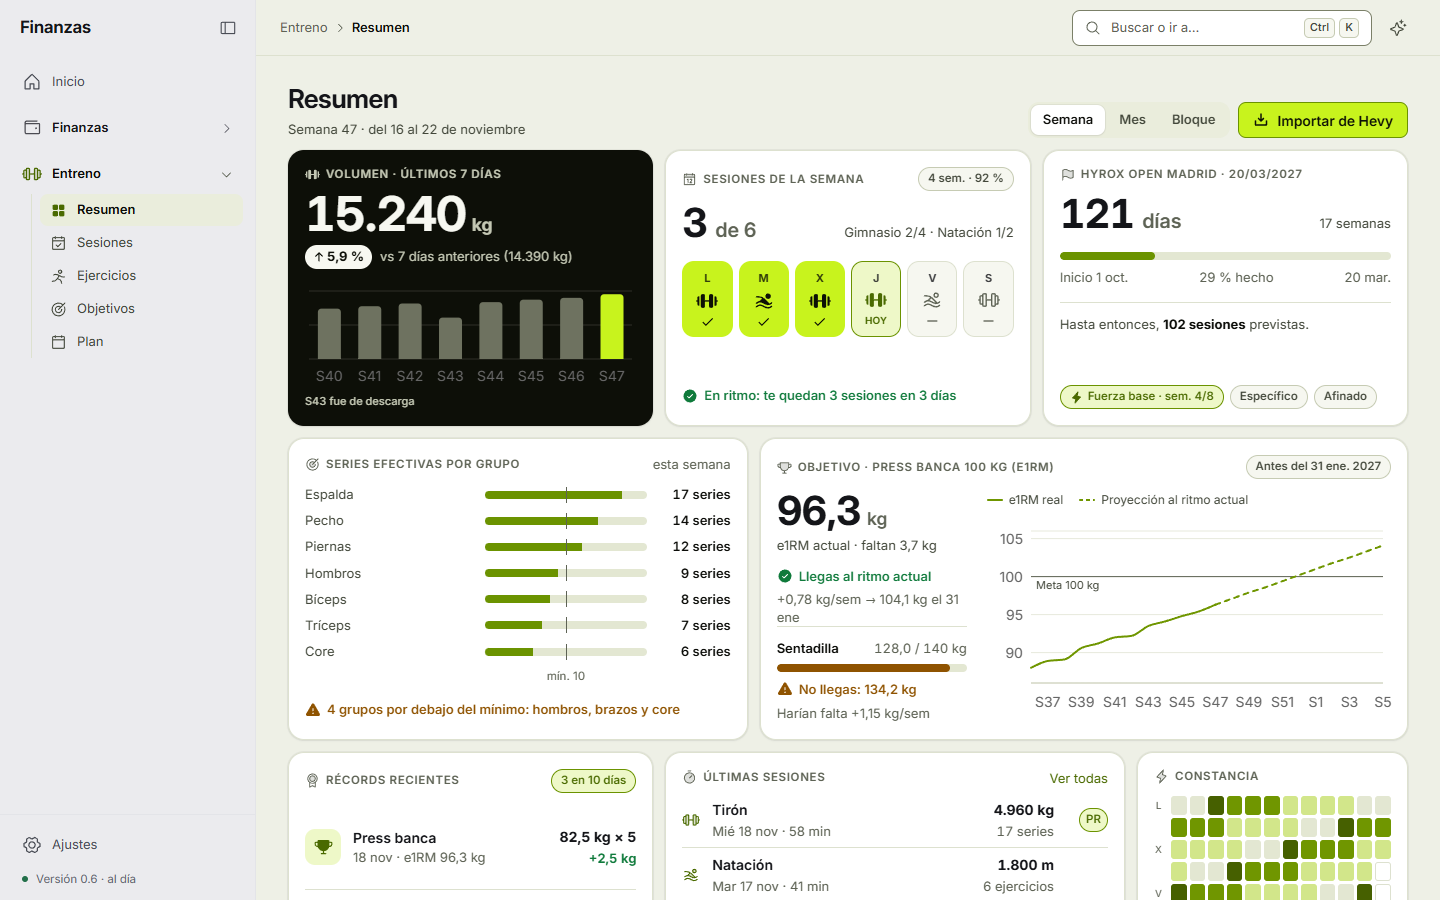 Finanzas
Inicio
Finanzas
Entreno
Resumen
Sesiones
Ejercicios
Objetivos
Plan
Ajustes
Versión 0.6 · al día
Entreno > Resumen
Buscar o ir a... Ctrl K
Resumen
Semana 47 · del 16 al 22 de noviembre
Semana Mes Bloque
Importar de Hevy
VOLUMEN · ÚLTIMOS 7 DÍAS
15.240 kg
↑ 5,9 % vs 7 días anteriores (14.390 kg)
S40 S41 S42 S43 S44 S45 S46 S47
S43 fue de descarga
SESIONES DE LA SEMANA
4 sem. · 92 %
3 de 6
Gimnasio 2/4 · Natación 1/2
L M X J V S
HOY
En ritmo: te quedan 3 sesiones en 3 días
HYROX OPEN MADRID · 20/03/2027
121 días
17 semanas
Inicio 1 oct. 29 % hecho 20 mar.
Hasta entonces, 102 sesiones previstas.
Fuerza base · sem. 4/8 Específico Afinado
SERIES EFECTIVAS POR GRUPO
esta semana
Espalda 17 series
Pecho 14 series
Piernas 12 series
Hombros 9 series
Bíceps 8 series
Tríceps 7 series
Core 6 series
mín. 10
4 grupos por debajo del mínimo: hombros, brazos y core
OBJETIVO · PRESS BANCA 100 KG (E1RM)
Antes del 31 ene. 2027
96,3 kg
e1RM actual · faltan 3,7 kg
Llegas al ritmo actual
+0,78 kg/sem → 104,1 kg el 31
ene
Sentadilla 128,0 / 140 kg
No llegas: 134,2 kg
Harían falta +1,15 kg/sem
e1RM real Proyección al ritmo actual
105
100
Meta 100 kg
95
90
S37 S39 S41 S43 S45 S47 S49 S51 S1 S3 S5
RÉCORDS RECIENTES
3 en 10 días
Press banca 82,5 kg × 5
18 nov · e1RM 96,3 kg +2,5 kg
ÚLTIMAS SESIONES
Ver todas
Tirón 4.960 kg
Mié 18 nov · 58 min 17 series
PR
Natación 1.800 m
Mar 17 nov · 41 min 6 ejercicios
CONSTANCIA
L
X
V